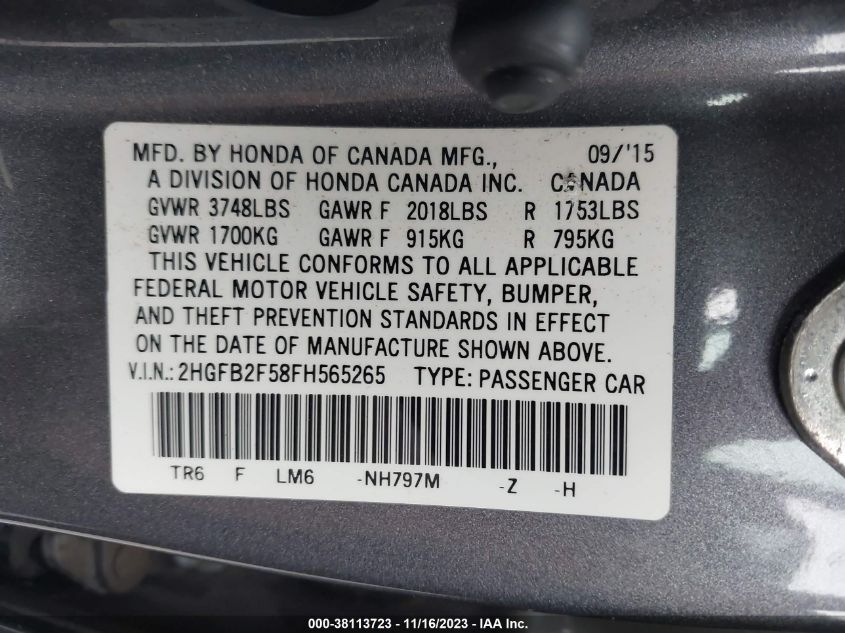 MFD. BY HONDA OF CANADA MFG., 09/'15
A DIVISION OF HONDA CANADA INC. CANADA
GVWR 3748LBS GAWR F 2018LBS R 1753LBS
GVWR 1700KG GAWR F 915KG R 795KG
THIS VEHICLE CONFORMS TO ALL APPLICABLE
FEDERAL MOTOR VEHICLE SAFETY, BUMPER,
AND THEFT PREVENTION STANDARDS IN EFFECT
ON THE DATE OF MANUFACTURE SHOWN ABOVE.
V.I.N.: 2HGFB2F58FH565265 TYPE: PASSENGER CAR
TR6 F LM6 -NH797M -Z -H
000-38113723 - 11/16/2023 - IAA Inc.